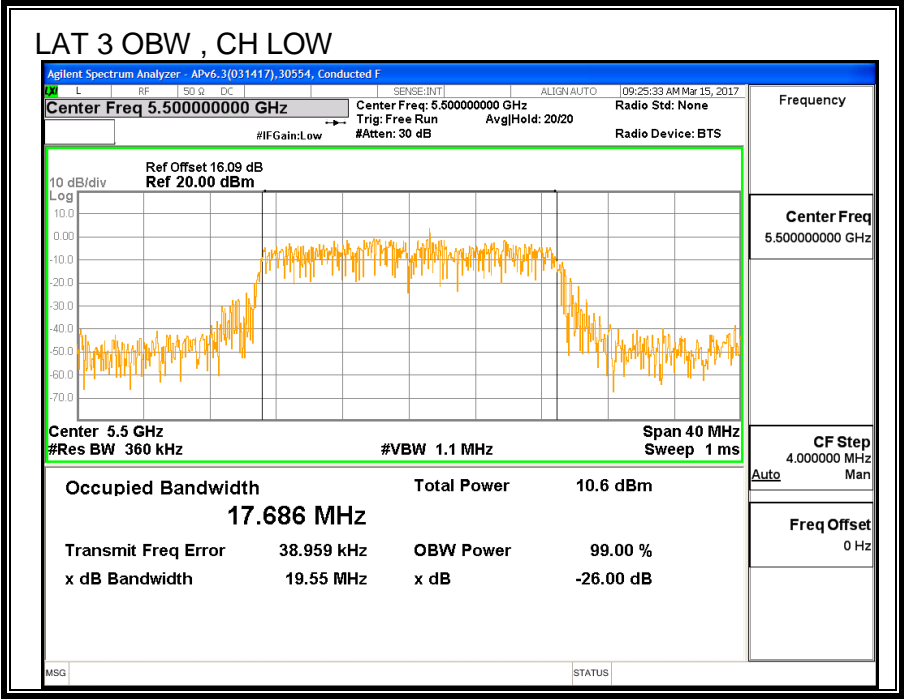 LAT 3 OBW , CH LOW
Agilent Spectrum Analyzer - APv6.3(031417),30554, Conducted F
LXI L RF 50 Ω DC SENSE:INT ALIGN AUTO 09:25:33 AM Mar 15, 2017
Center Freq 5.500000000 GHz
Center Freq: 5.500000000 GHz
Radio Std: None
Trig: Free Run Avg|Hold: 20/20
#IFGain:Low #Atten: 30 dB Radio Device: BTS
Frequency
Ref Offset 16.09 dB
10 dB/div Ref 20.00 dBm
Log
10.0
0.00
-10.0
-20.0
-30.0
-40.0
-50.0
-60.0
-70.0
Center 5.5 GHz Span 40 MHz
#Res BW 360 kHz #VBW 1.1 MHz Sweep 1 ms
Occupied Bandwidth Total Power 10.6 dBm
17.686 MHz
Transmit Freq Error 38.959 kHz OBW Power 99.00 %
x dB Bandwidth 19.55 MHz x dB -26.00 dB
Center Freq
5.500000000 GHz
CF Step
4.000000 MHz
Auto Man
Freq Offset
0 Hz
MSG STATUS